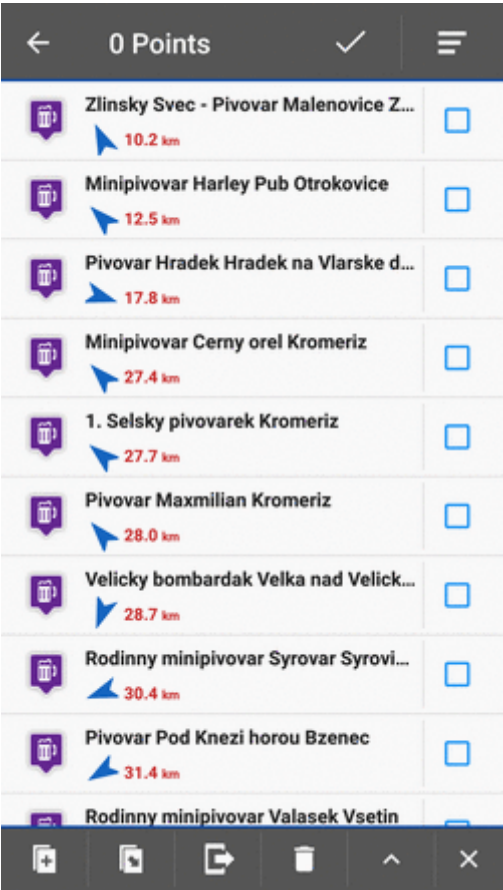 0 Points
Zlinsky Svec - Pivovar Malenovice Z...
10.2 km
Minipivovar Harley Pub Otrokovice
12.5 km
Pivovar Hradek Hradek na Vlarske d...
17.8 km
Minipivovar Cerny orel Kromeriz
27.4 km
1. Selsky pivovarek Kromeriz
27.7 km
Pivovar Maxmilian Kromeriz
28.0 km
Velicky bombardak Velka nad Velick...
28.7 km
Rodinny minipivovar Syrovar Syrovi...
30.4 km
Pivovar Pod Knezi horou Bzenec
31.4 km
Rodinny minipivovar Valasek Vsetin